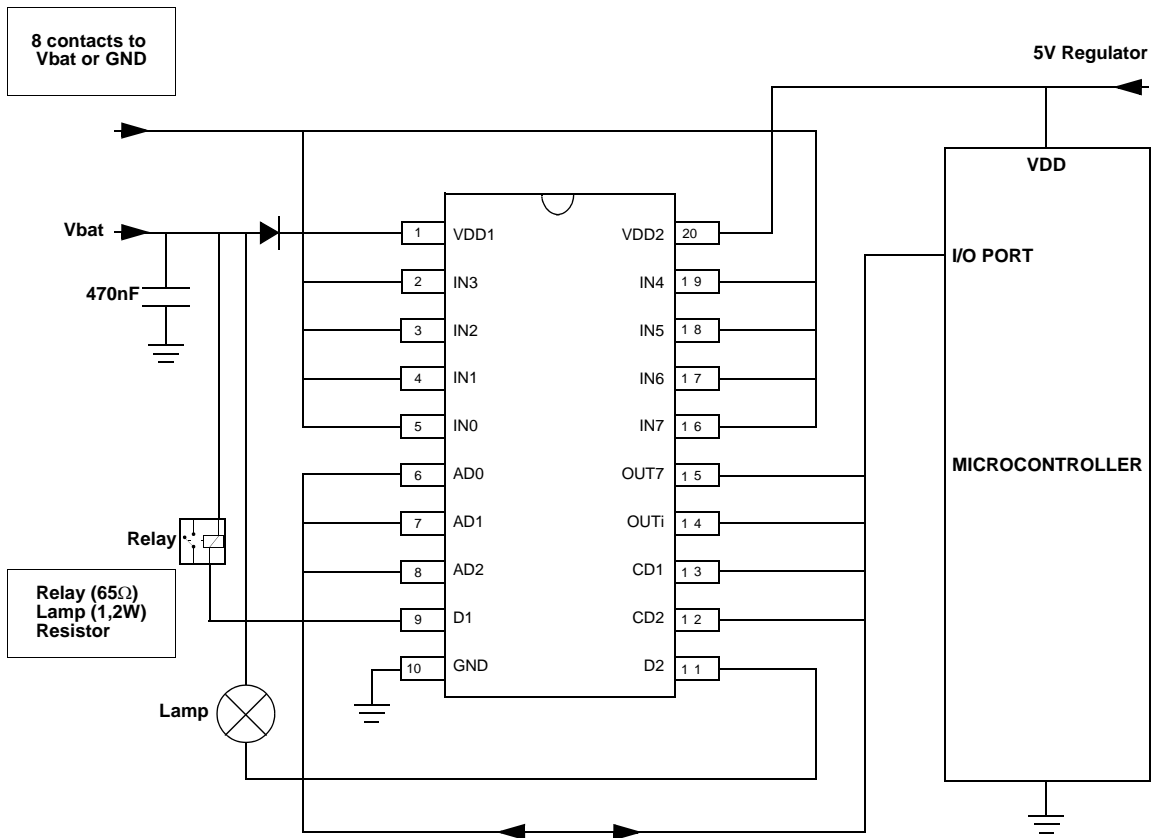 8 contacts to
Vbat or GND
5V Regulator
VDD
Vbat
1 VDD1 VDD2 20
I/O PORT
2 IN3 IN4 1 9
470nF
3 IN2 IN5 1 8
4 IN1 IN6 1 7
5 IN0 IN7 1 6
6 AD0 OUT7 1 5
MICROCONTROLLER
7 AD1 OUTi 1 4
Relay
8 AD2 CD1 1 3
Relay (65Ω)
Lamp (1,2W)
Resistor
9 D1 CD2 1 2
10 GND D2 1 1
Lamp